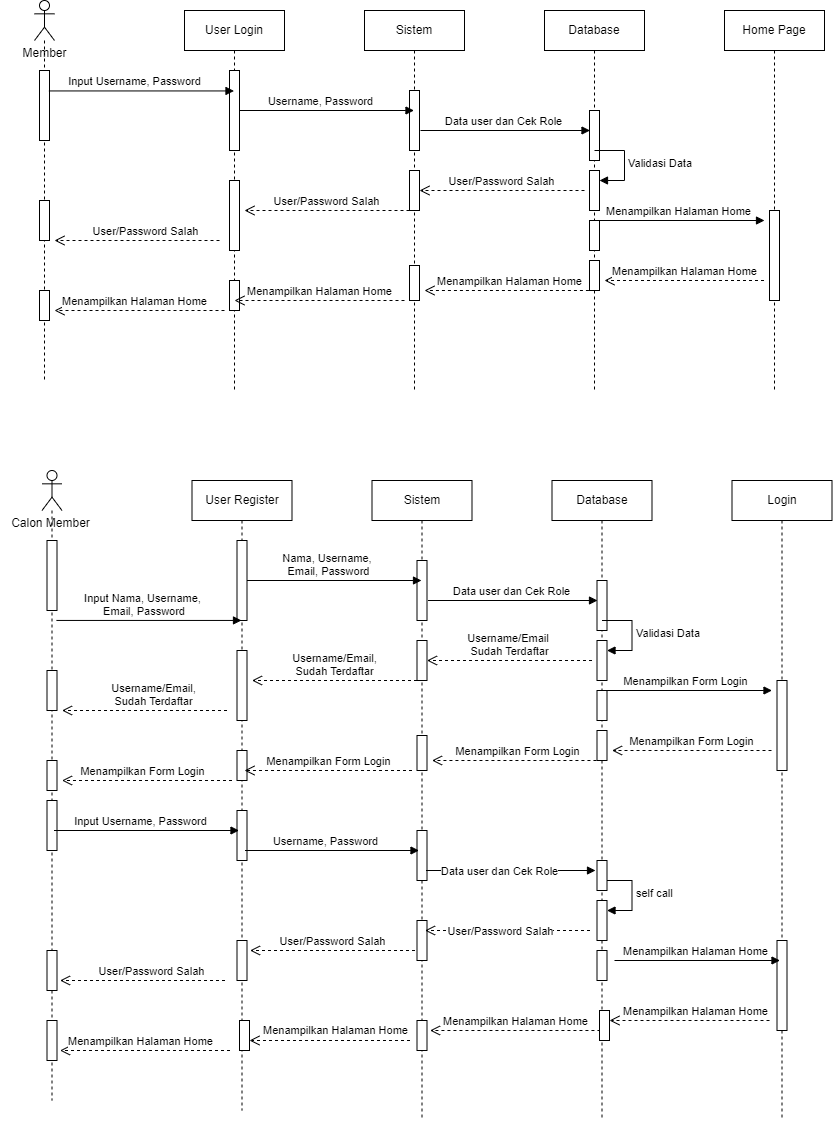 Member
User Login
Sistem
Database
Home Page
Input Username, Password
Username, Password
Data user dan Cek Role
Validasi Data
User/Password Salah
User/Password Salah
User/Password Salah
Menampilkan Halaman Home
Menampilkan Halaman Home
Menampilkan Halaman Home
Menampilkan Halaman Home
Menampilkan Halaman Home
Calon Member
User Register
Sistem
Database
Login
Nama, Username,
Email, Password
Input Nama, Username,
Email, Password
Data user dan Cek Role
Validasi Data
Username/Email
Sudah Terdaftar
Username/Email,
Sudah Terdaftar
Username/Email,
Sudah Terdaftar
Menampilkan Form Login
Menampilkan Form Login
Menampilkan Form Login
Menampilkan Form Login
Menampilkan Form Login
Input Username, Password
Username, Password
Data user dan Cek Role
self call
User/Password Salah
User/Password Salah
User/Password Salah
Menampilkan Halaman Home
Menampilkan Halaman Home
Menampilkan Halaman Home
Menampilkan Halaman Home
Menampilkan Halaman Home